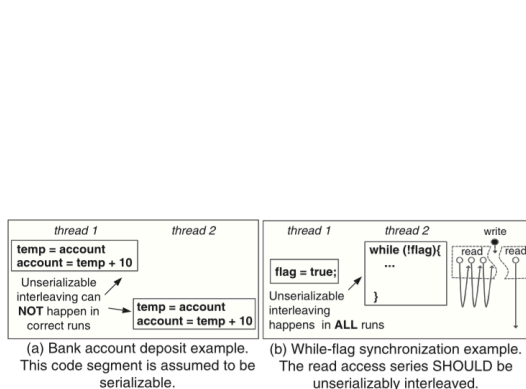 thread 1
thread 2
temp = account
account = temp + 10
Unserializable
interleaving can
NOT happen in
correct runs
temp = account
account = temp + 10
(a) Bank account deposit example.
This code segment is assumed to be
serializable.
thread 1
thread 2
write
while (!flag){
...
}
read
read
flag = true;
Unserializable
interleaving
happens in ALL runs
(b) While-flag synchronization example.
The read access series SHOULD be
unserializably interleaved.